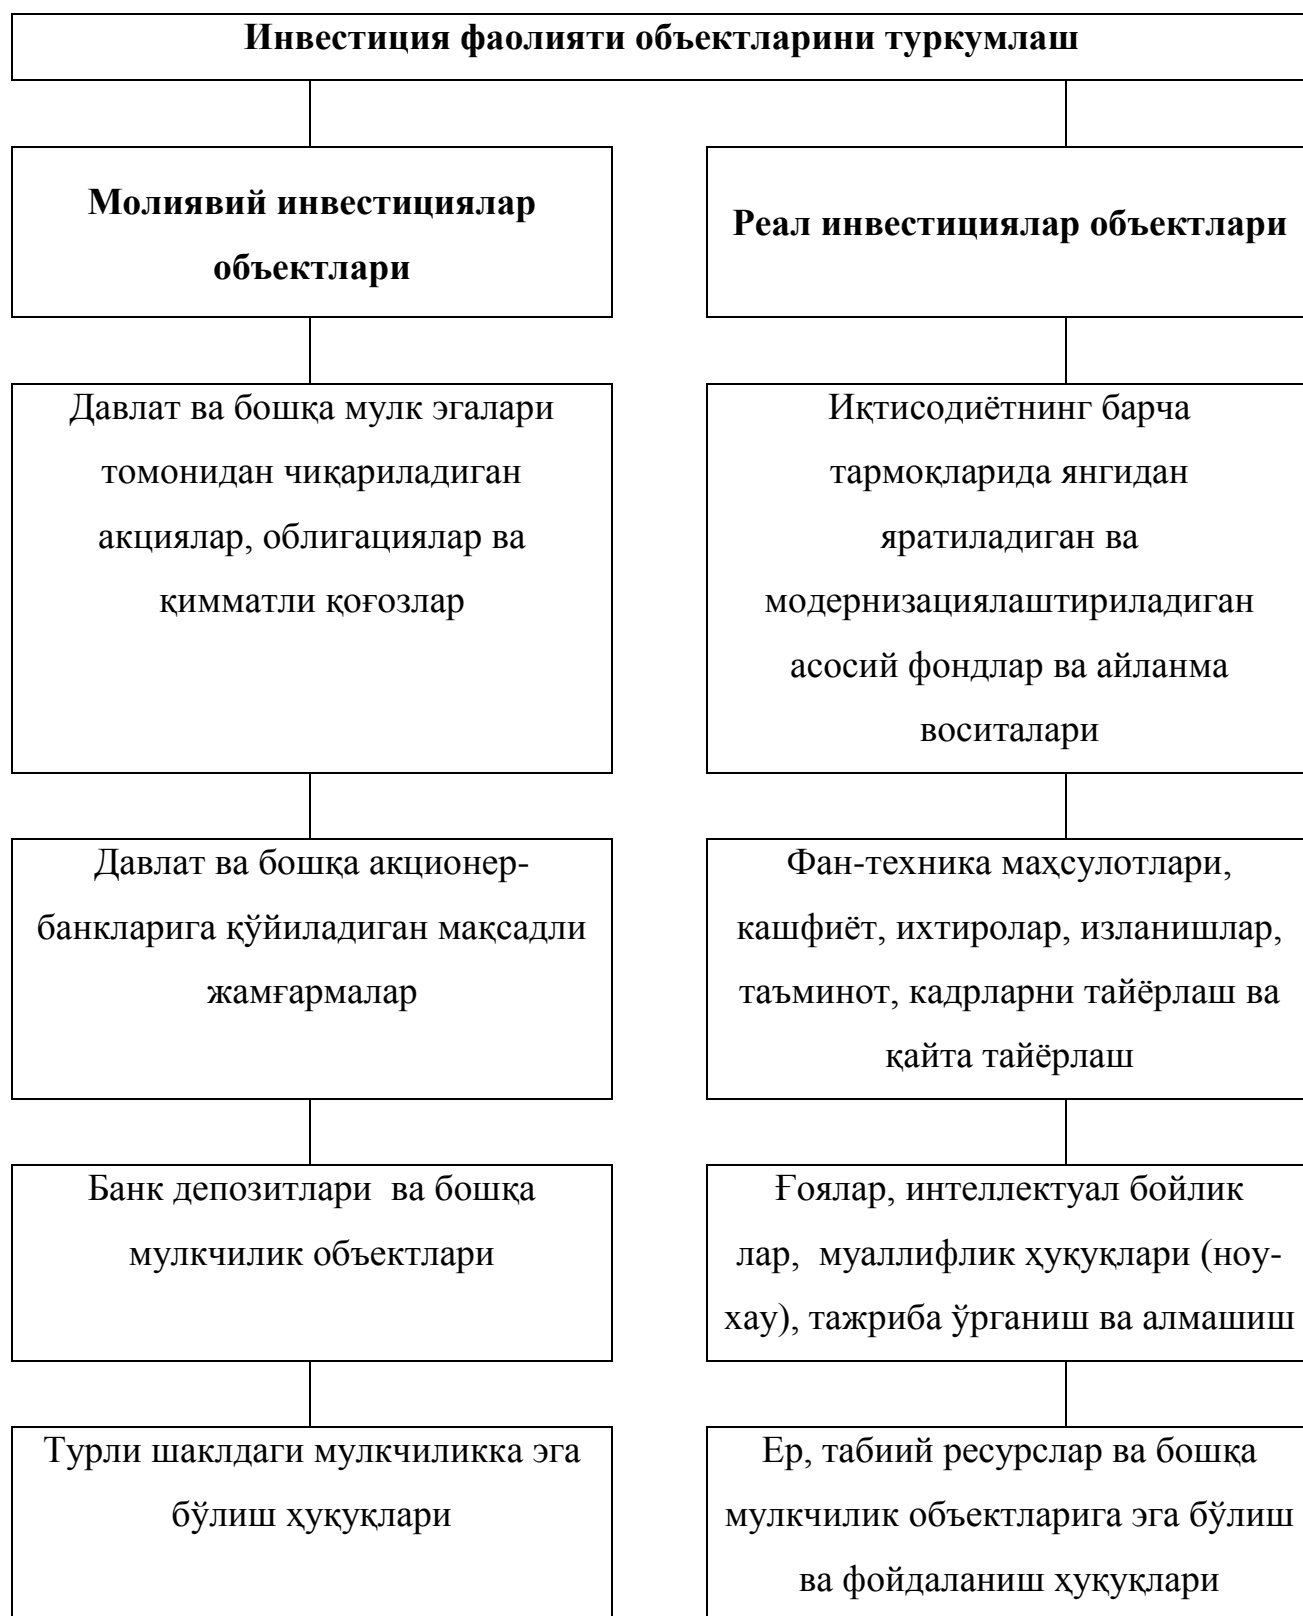 Инвестиция фаолияти объектларини туркумлаш
Молиявий инвестициялар
объектлари
Реал инвестициялар объектлари
Давлат ва бошқа мулк эгалари
томонидан чиқариладиган
акциялар, облигациялар ва
қимматли қоғозлар
Иқтисодиётнинг барча
тармоқларида янгидан
яратиладиган ва
модернизациялаштириладиган
асосий фондлар ва айланма
воситалари
Давлат ва бошқа акционер-
банкларига қўйиладиган мақсадли
жамғармалар
Фан-техника маҳсулотлари,
кашфиёт, ихтиролар, изланишлар,
таъминот, кадрларни тайёрлаш ва
қайта тайёрлаш
Банк депозитлари  ва бошқа
мулкчилик объектлари
Ғоялар, интеллектуал бойлик
лар,  муаллифлик ҳуқуқлари (ноу-
хау), тажриба ўрганиш ва алмашиш
Турли шаклдаги мулкчиликка эга
бўлиш ҳуқуқлари
Ер, табиий ресурслар ва бошқа
мулкчилик объектларига эга бўлиш
ва фойдаланиш ҳуқуқлари